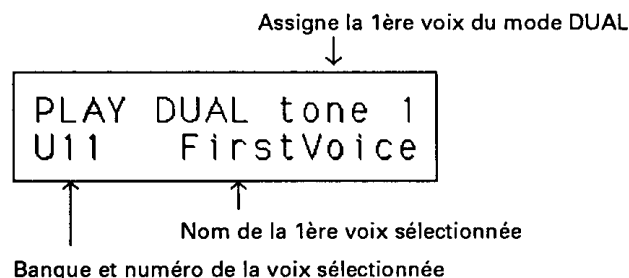 Assigne la 1ère voix du mode DUAL
PLAY DUAL tone 1
U11 FirstVoice
Nom de la 1ère voix sélectionnée
Banque et numéro de la voix sélectionnée